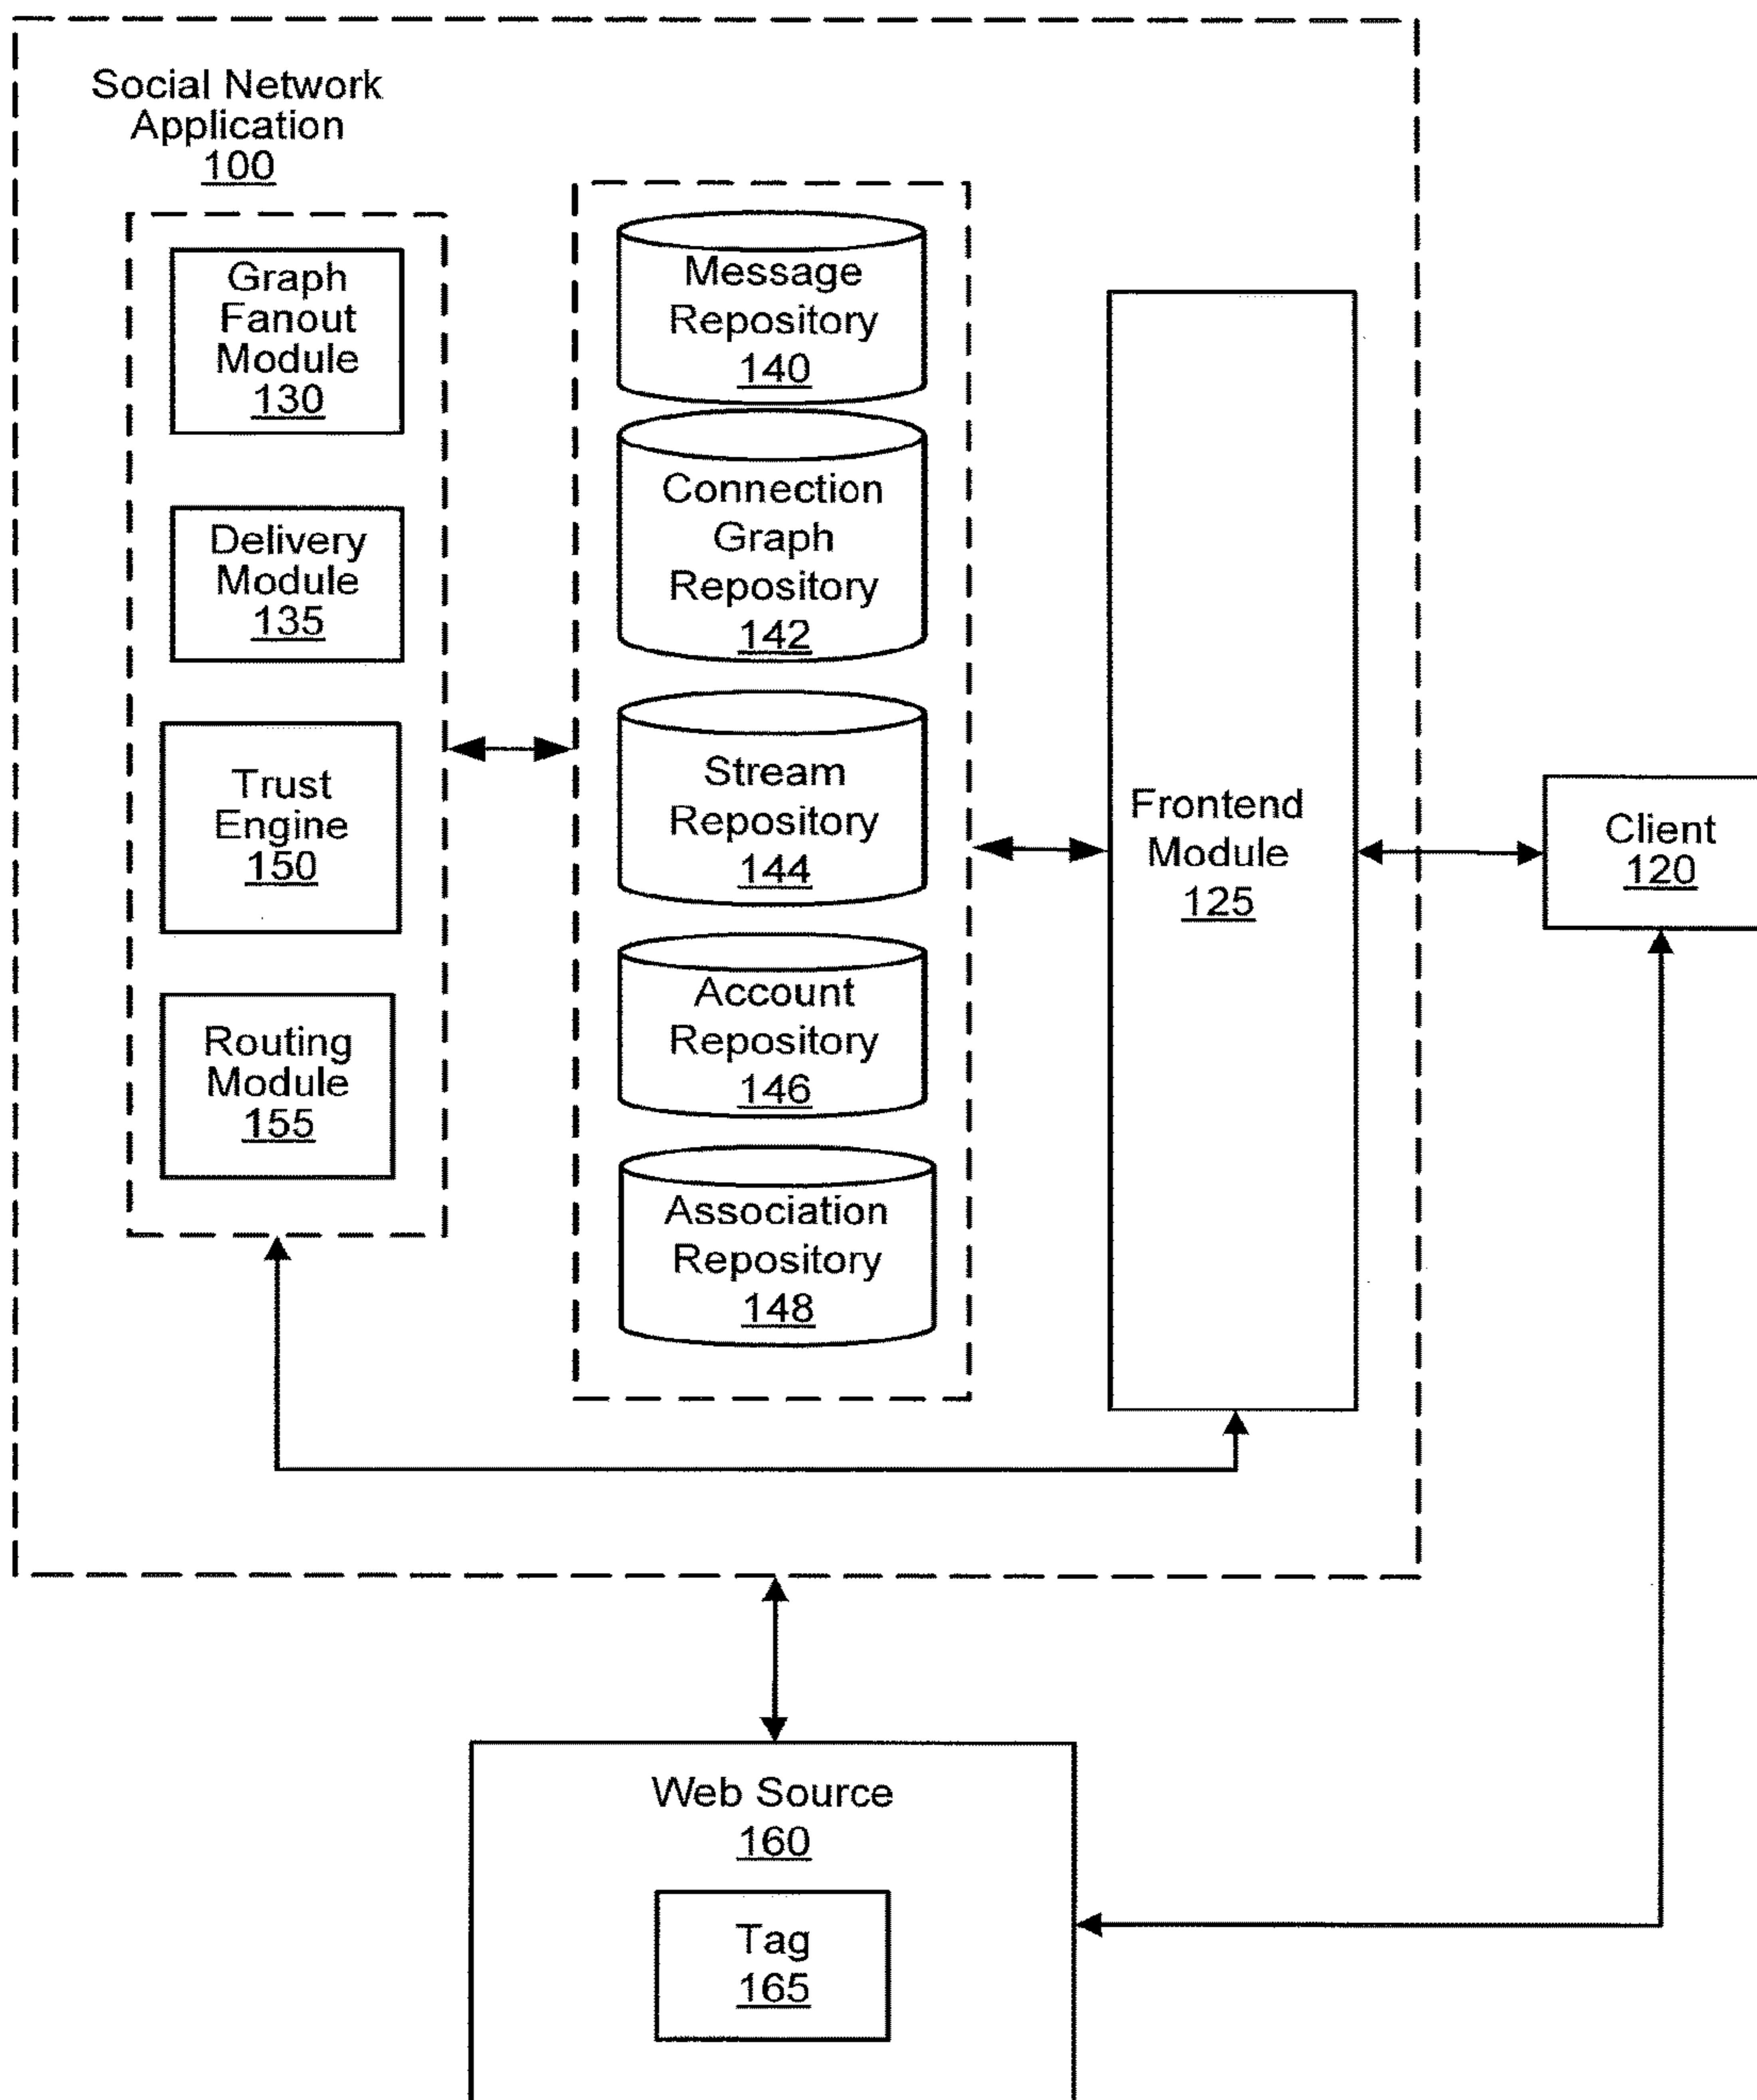 Social Network
Application
100
Graph
Fanout
Module
130
Delivery
Module
135
Trust
Engine
150
Routing
Module
155
Message
Repository
140
Connection
Graph
Repository
142
Stream
Repository
144
Account
Repository
146
Association
Repository
148
Frontend
Module
125
Client
120
Web Source
160
Tag
165